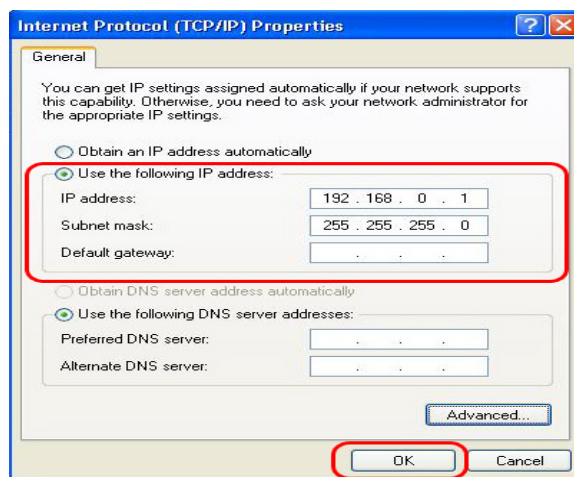 Internet Protocol (TCP/IP) Properties
General
You can get IP settings assigned automatically if your network supports
this capability. Otherwise, you need to ask your network administrator for
the appropriate IP settings.
Obtain an IP address automatically
Use the following IP address:
IP address: 192 . 168 . 0 . 1
Subnet mask: 255 . 255 . 255 . 0
Default gateway: . . .
Obtain DNS server address automatically
Use the following DNS server addresses:
Preferred DNS server: . . .
Alternate DNS server: . . .
Advanced...
OK Cancel